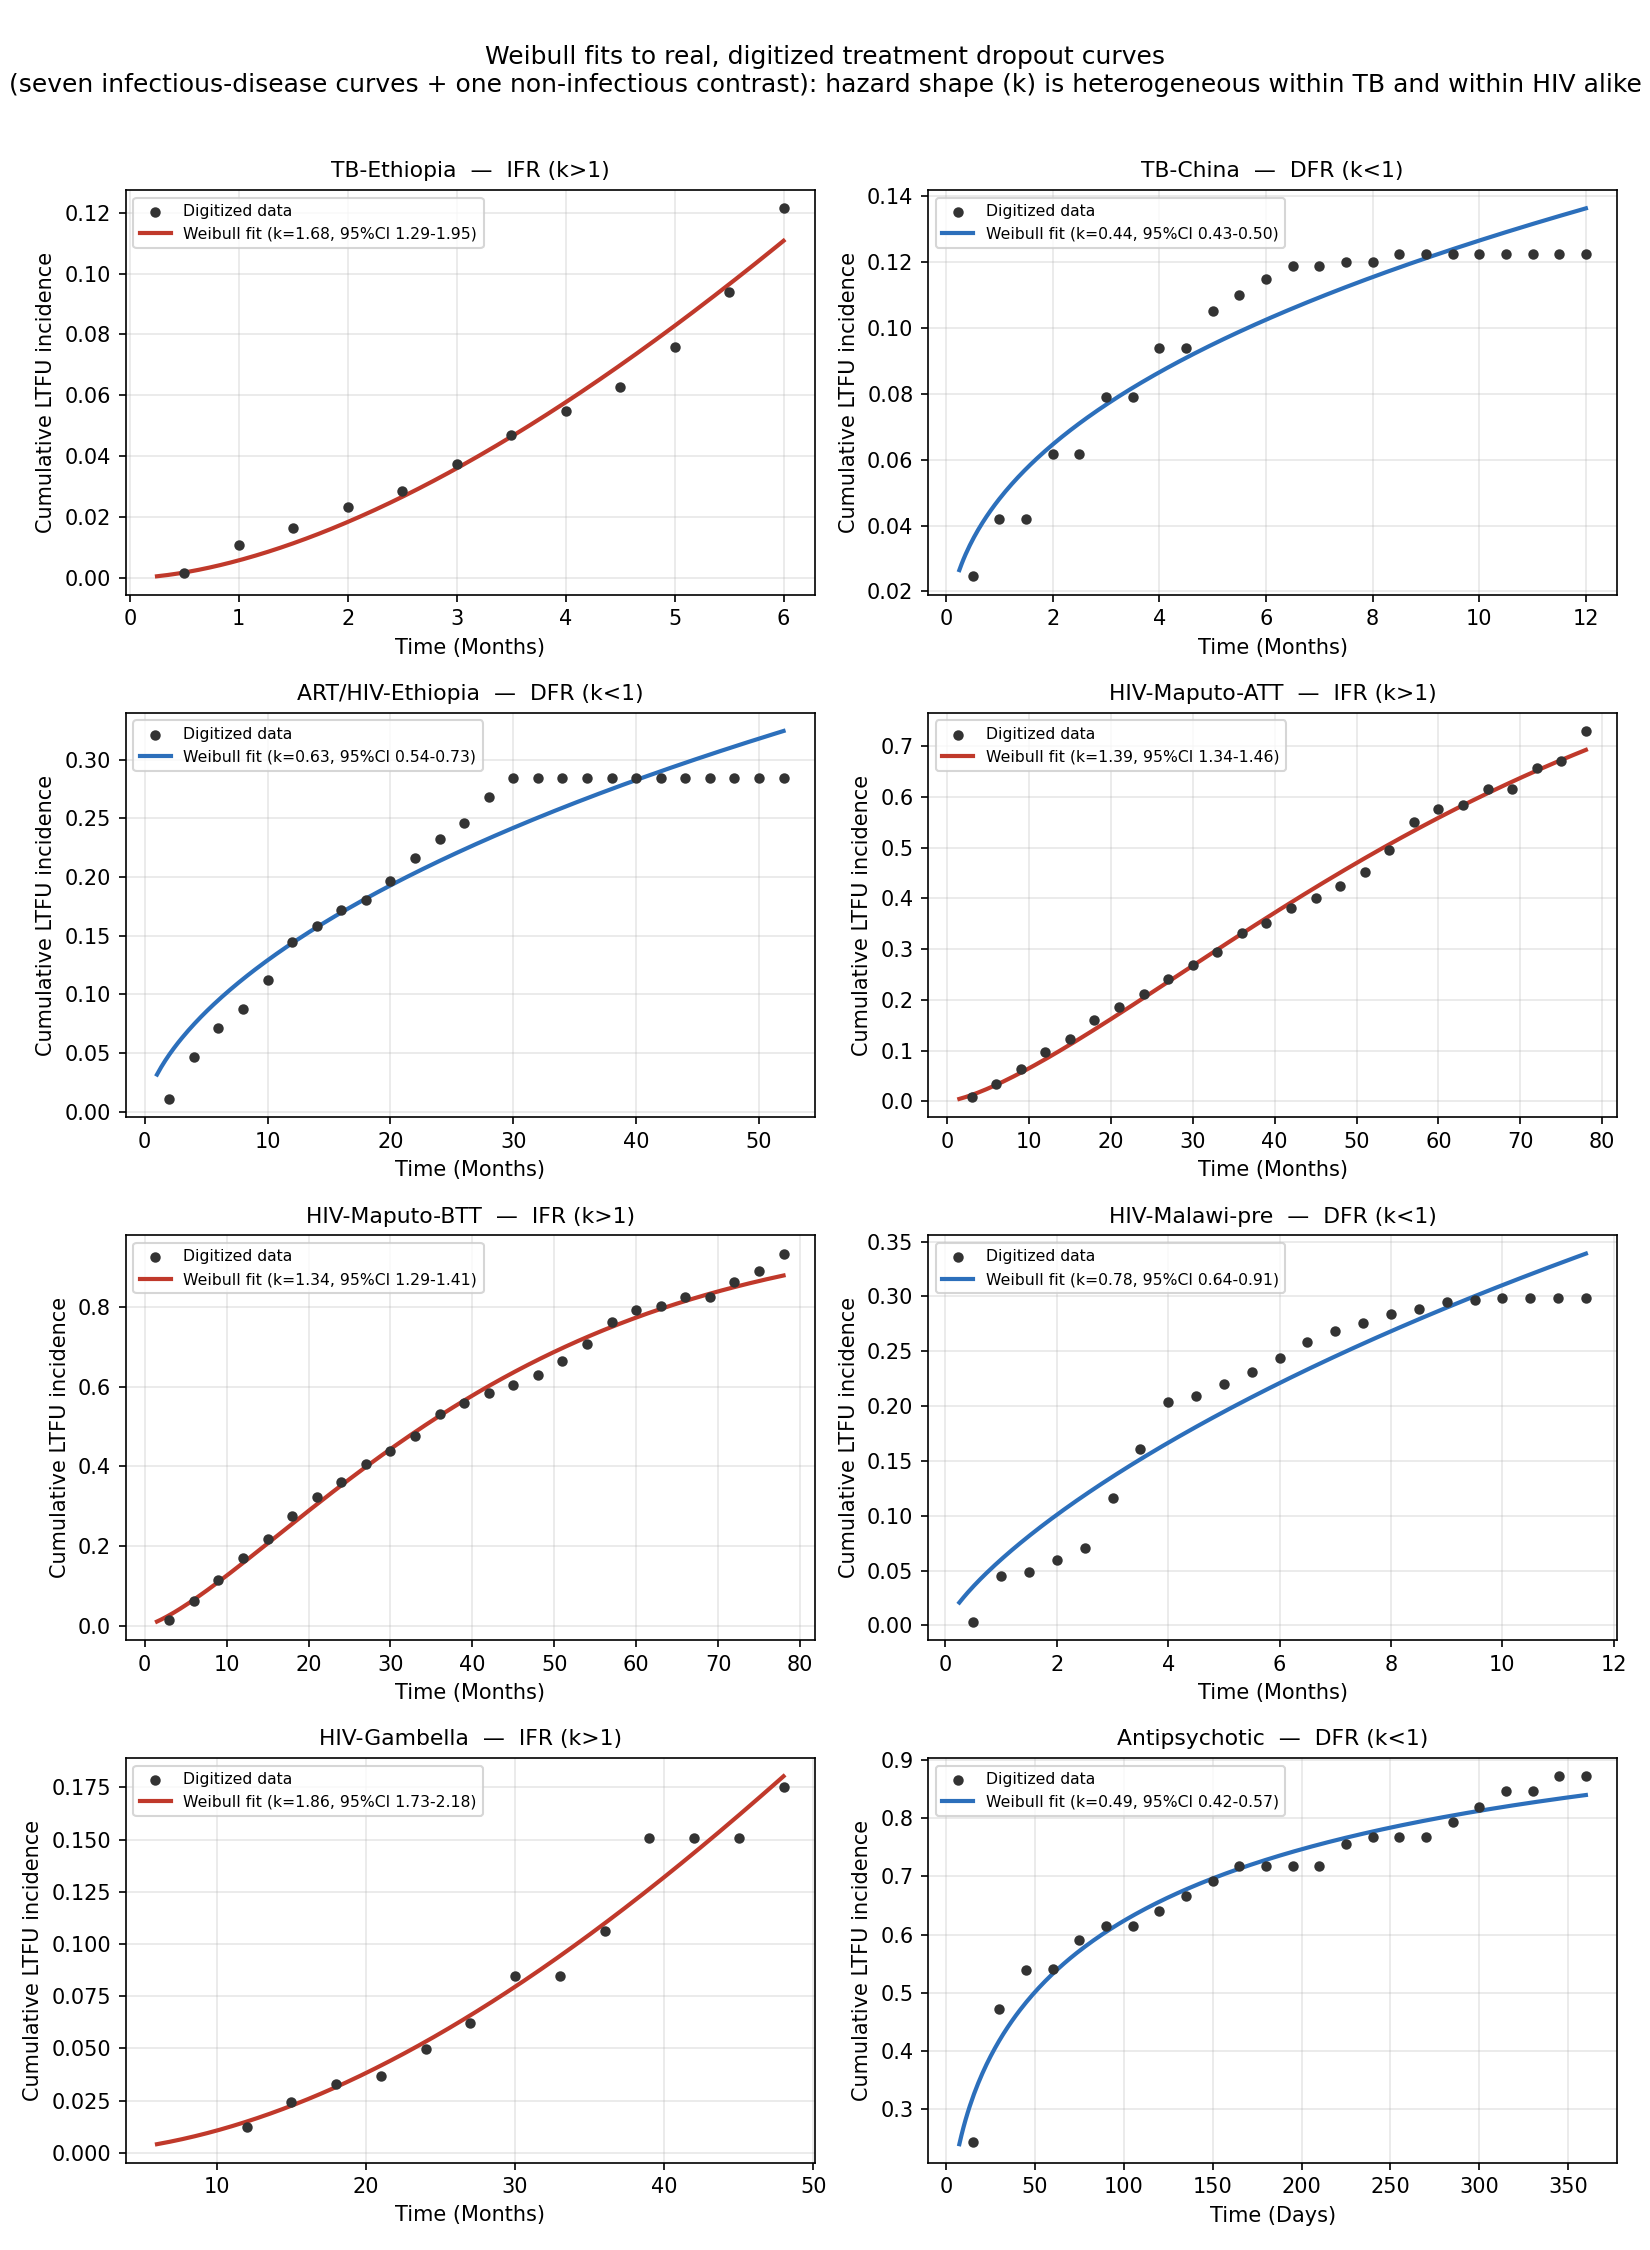 Weibull fits to real, digitized treatment dropout curves
(seven infectious-disease curves + one non-infectious contrast): hazard shape (k) is heterogeneous within TB and within HIV alike
TB-Ethiopia — IFR (k>1)
Digitized data
Weibull fit (k=1.68, 95%CI 1.29-1.95)
Cumulative LTFU incidence
0.12
0.10
0.08
0.06
0.04
0.02
0.00
0 1 2 3 4 5 6
Time (Months)
TB-China — DFR (k<1)
Digitized data
Weibull fit (k=0.44, 95%CI 0.43-0.50)
Cumulative LTFU incidence
0.14
0.12
0.10
0.08
0.06
0.04
0.02
0 2 4 6 8 10 12
Time (Months)
ART/HIV-Ethiopia — DFR (k<1)
Digitized data
Weibull fit (k=0.63, 95%CI 0.54-0.73)
Cumulative LTFU incidence
0.30
0.25
0.20
0.15
0.10
0.05
0.00
0 10 20 30 40 50
Time (Months)
HIV-Maputo-ATT — IFR (k>1)
Digitized data
Weibull fit (k=1.39, 95%CI 1.34-1.46)
Cumulative LTFU incidence
0.7
0.6
0.5
0.4
0.3
0.2
0.1
0.0
0 10 20 30 40 50 60 70 80
Time (Months)
HIV-Maputo-BTT — IFR (k>1)
Digitized data
Weibull fit (k=1.34, 95%CI 1.29-1.41)
Cumulative LTFU incidence
0.8
0.6
0.4
0.2
0.0
0 10 20 30 40 50 60 70 80
Time (Months)
HIV-Malawi-pre — DFR (k<1)
Digitized data
Weibull fit (k=0.78, 95%CI 0.64-0.91)
Cumulative LTFU incidence
0.35
0.30
0.25
0.20
0.15
0.10
0.05
0.00
0 2 4 6 8 10 12
Time (Months)
HIV-Gambella — IFR (k>1)
Digitized data
Weibull fit (k=1.86, 95%CI 1.73-2.18)
Cumulative LTFU incidence
0.175
0.150
0.125
0.100
0.075
0.050
0.025
0.000
10 20 30 40 50
Time (Months)
Antipsychotic — DFR (k<1)
Digitized data
Weibull fit (k=0.49, 95%CI 0.42-0.57)
Cumulative LTFU incidence
0.9
0.8
0.7
0.6
0.5
0.4
0.3
0 50 100 150 200 250 300 350
Time (Days)